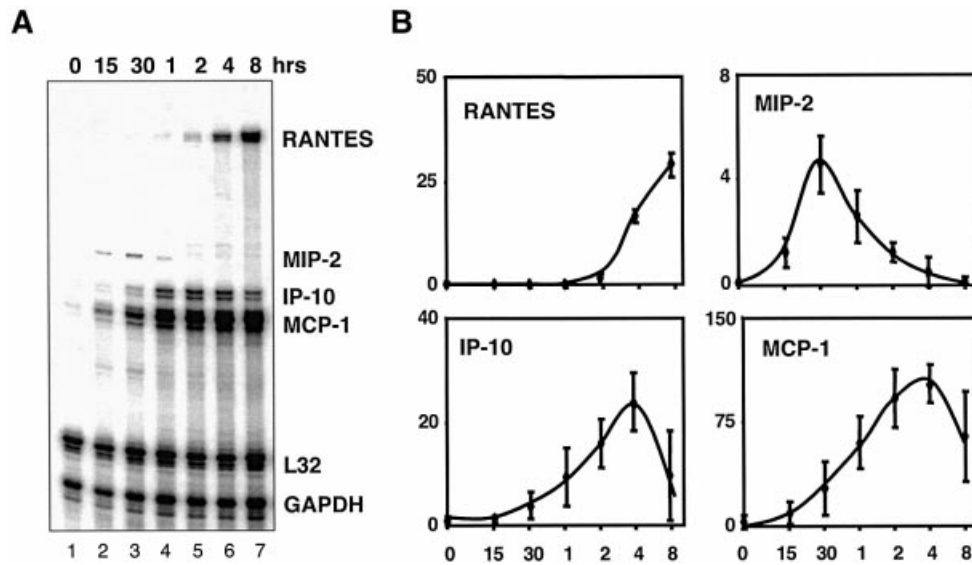 A
0 15 30 1 2 4 8 hrs
RANTES
MIP-2
IP-10
MCP-1
L32
GAPDH
1 2 3 4 5 6 7
B
50
25
0
RANTES
8
4
0
MIP-2
40
20
0
IP-10
0 15 30 1 2 4 8
150
75
0
MCP-1
0 15 30 1 2 4 8